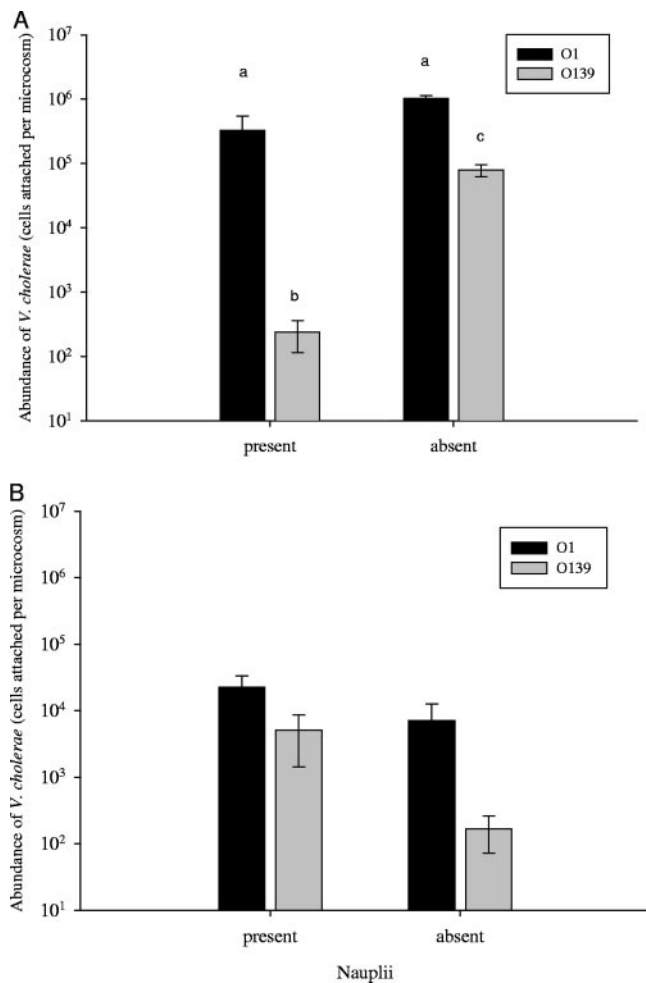 A
Abundance of V. cholerae (cells attached per microcosm)
10⁷
10⁶
10⁵
10⁴
10³
10²
10¹
a
b
a
c
O1
O139
present
absent
B
Abundance of V. cholerae (cells attached per microcosm)
10⁷
10⁶
10⁵
10⁴
10³
10²
10¹
O1
O139
present
absent
Nauplii